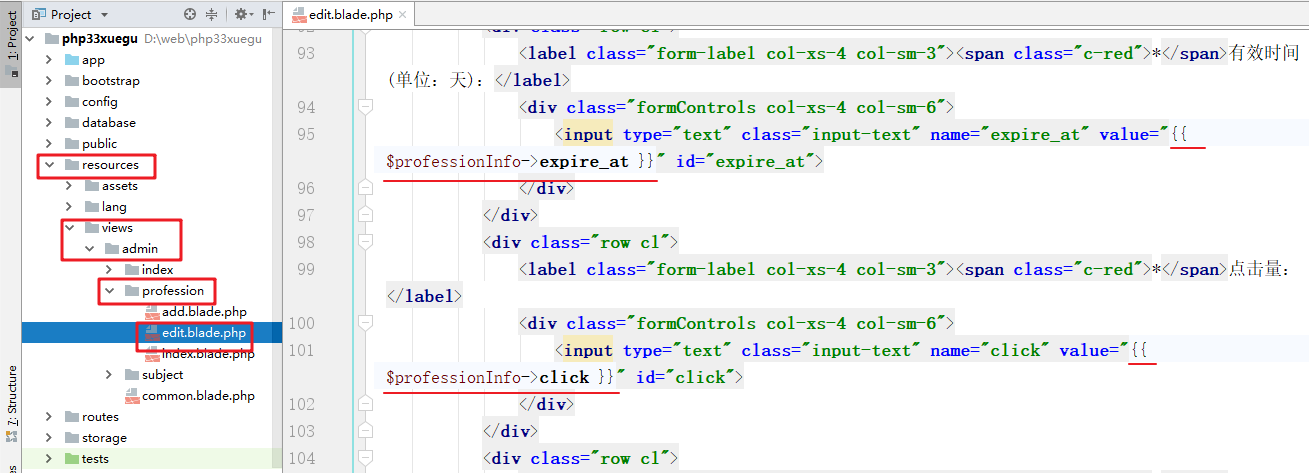 1: Project
7: Structure
Project
php33xuegu D:\web\php33xuegu
app
bootstrap
config
database
public
resources
assets
lang
views
admin
index
profession
add.blade.php
edit.blade.php
index.blade.php
subject
common.blade.php
routes
storage
tests
edit.blade.php
92 <div class="row cl">
93 <label class="form-label col-xs-4 col-sm-3"><span class="c-red">*</span>有效时间
(单位：天)：</label>
94 <div class="formControls col-xs-4 col-sm-6">
95 <input type="text" class="input-text" name="expire_at" value="{{
$professionInfo->expire_at }}" id="expire_at">
96 </div>
97 </div>
98 <div class="row cl">
99 <label class="form-label col-xs-4 col-sm-3"><span class="c-red">*</span>点击量：
</label>
100 <div class="formControls col-xs-4 col-sm-6">
101 <input type="text" class="input-text" name="click" value="{{
$professionInfo->click }}" id="click">
102 </div>
103 </div>
104 <div class="row cl">